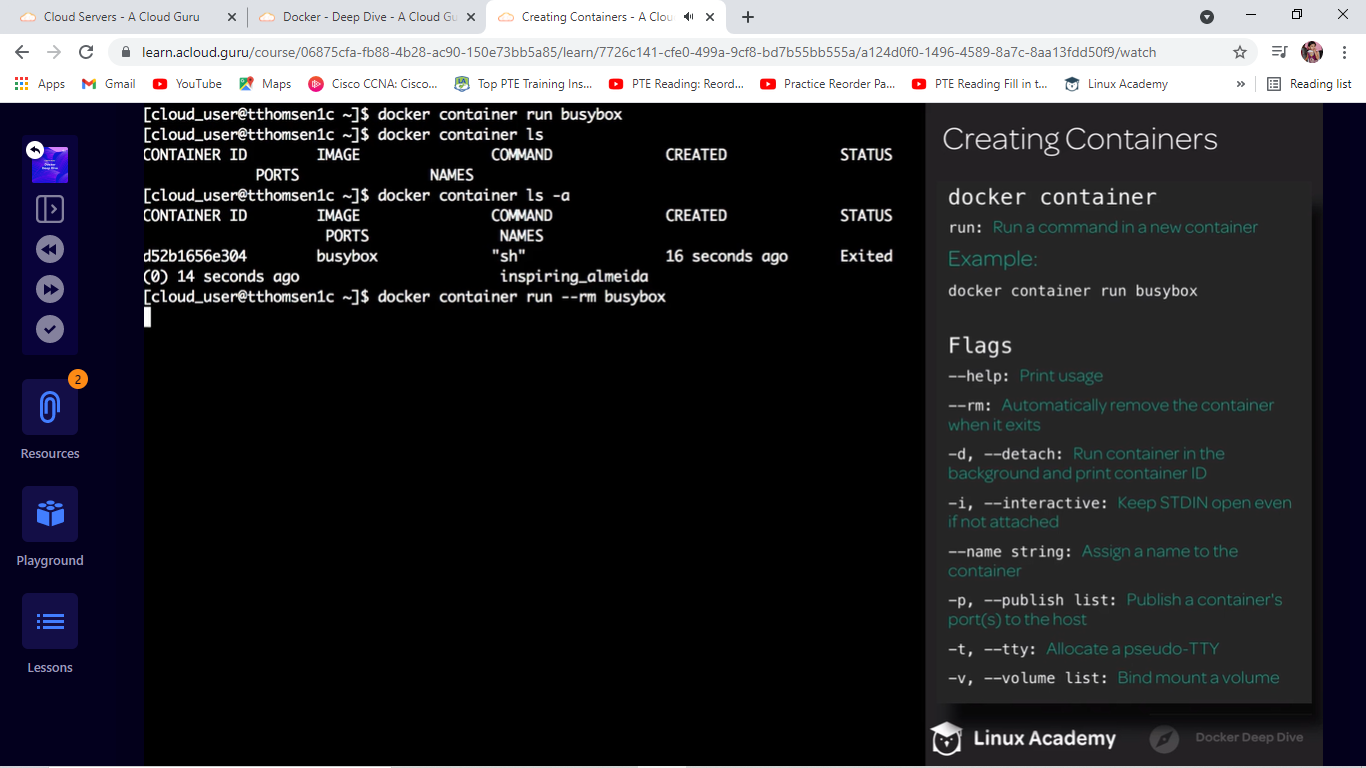 Cloud Servers - A Cloud Guru
Docker - Deep Dive - A Cloud Gu
Creating Containers - A Clou
learn.acloud.guru/course/06875cfa-fb88-4b28-ac90-150e73bb5a85/learn/7726c141-cfe0-499a-9cf8-bd7b55bb555a/a124d0f0-1496-4589-8a7c-8aa13fdd50f9/watch
Apps
Gmail
YouTube
Maps
Cisco CCNA: Cisco...
Top PTE Training Ins...
PTE Reading: Reord...
Practice Reorder Pa...
PTE Reading Fill in t...
Linux Academy
»
Reading list
Docker
Deep Dive
2
Resources
Playground
Lessons
[cloud_user@tthomsen1c ~]$ docker container run busybox
[cloud_user@tthomsen1c ~]$ docker container ls
CONTAINER ID IMAGE COMMAND CREATED STATUS
PORTS NAMES
[cloud_user@tthomsen1c ~]$ docker container ls -a
CONTAINER ID IMAGE COMMAND CREATED STATUS
PORTS NAMES
d52b1656e304 busybox "sh" 16 seconds ago Exited
(0) 14 seconds ago inspiring_almeida
[cloud_user@tthomsen1c ~]$ docker container run --rm busybox
Creating Containers
docker container
run: Run a command in a new container
Example:
docker container run busybox
Flags
--help: Print usage
--rm: Automatically remove the container
when it exits
-d, --detach: Run container in the
background and print container ID
-i, --interactive: Keep STDIN open even
if not attached
--name string: Assign a name to the
container
-p, --publish list: Publish a container's
port(s) to the host
-t, --tty: Allocate a pseudo-TTY
-v, --volume list: Bind mount a volume
Linux Academy
Docker Deep Dive